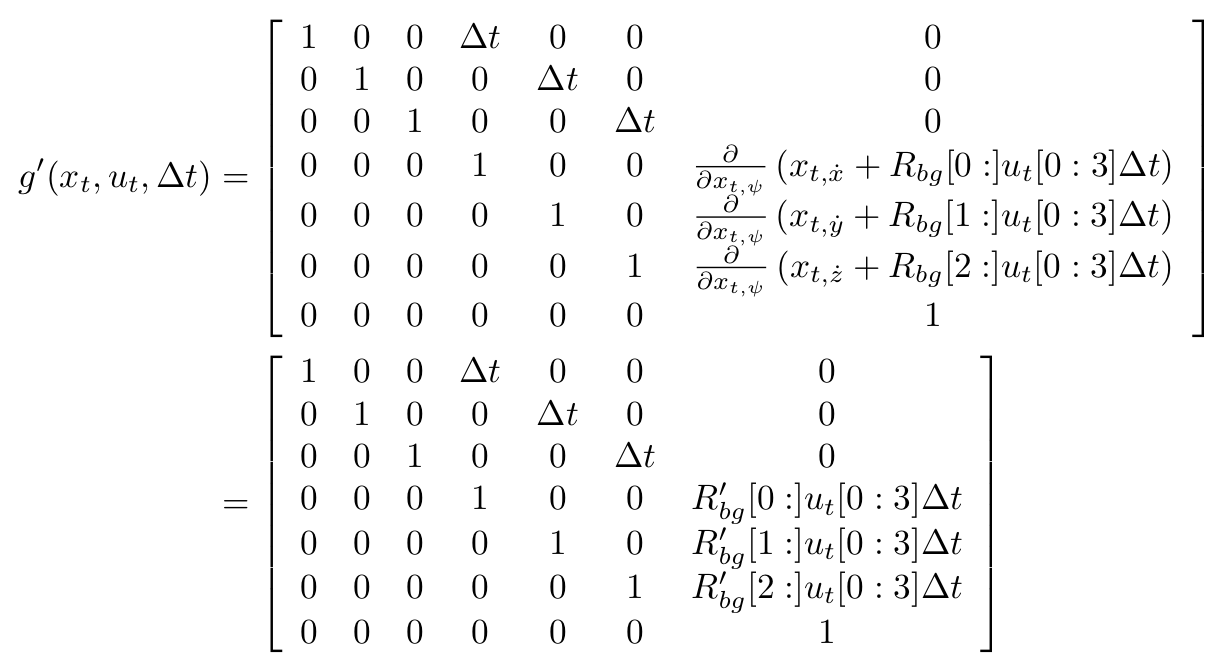 g′(x_t, u_t, Δt) = [
1 0 0 Δt 0 0 0
0 1 0 0 Δt 0 0
0 0 1 0 0 Δt 0
0 0 0 1 0 0 ∂/∂x_{t,ψ} (x_{t,ẋ} + R_{bg}[0 :]u_t[0 : 3]Δt)
0 0 0 0 1 0 ∂/∂x_{t,ψ} (x_{t,ẏ} + R_{bg}[1 :]u_t[0 : 3]Δt)
0 0 0 0 0 1 ∂/∂x_{t,ψ} (x_{t,ż} + R_{bg}[2 :]u_t[0 : 3]Δt)
0 0 0 0 0 0 1 ]
= [
1 0 0 Δt 0 0 0
0 1 0 0 Δt 0 0
0 0 1 0 0 Δt 0
0 0 0 1 0 0 R′_{bg}[0 :]u_t[0 : 3]Δt
0 0 0 0 1 0 R′_{bg}[1 :]u_t[0 : 3]Δt
0 0 0 0 0 1 R′_{bg}[2 :]u_t[0 : 3]Δt
0 0 0 0 0 0 1 ]